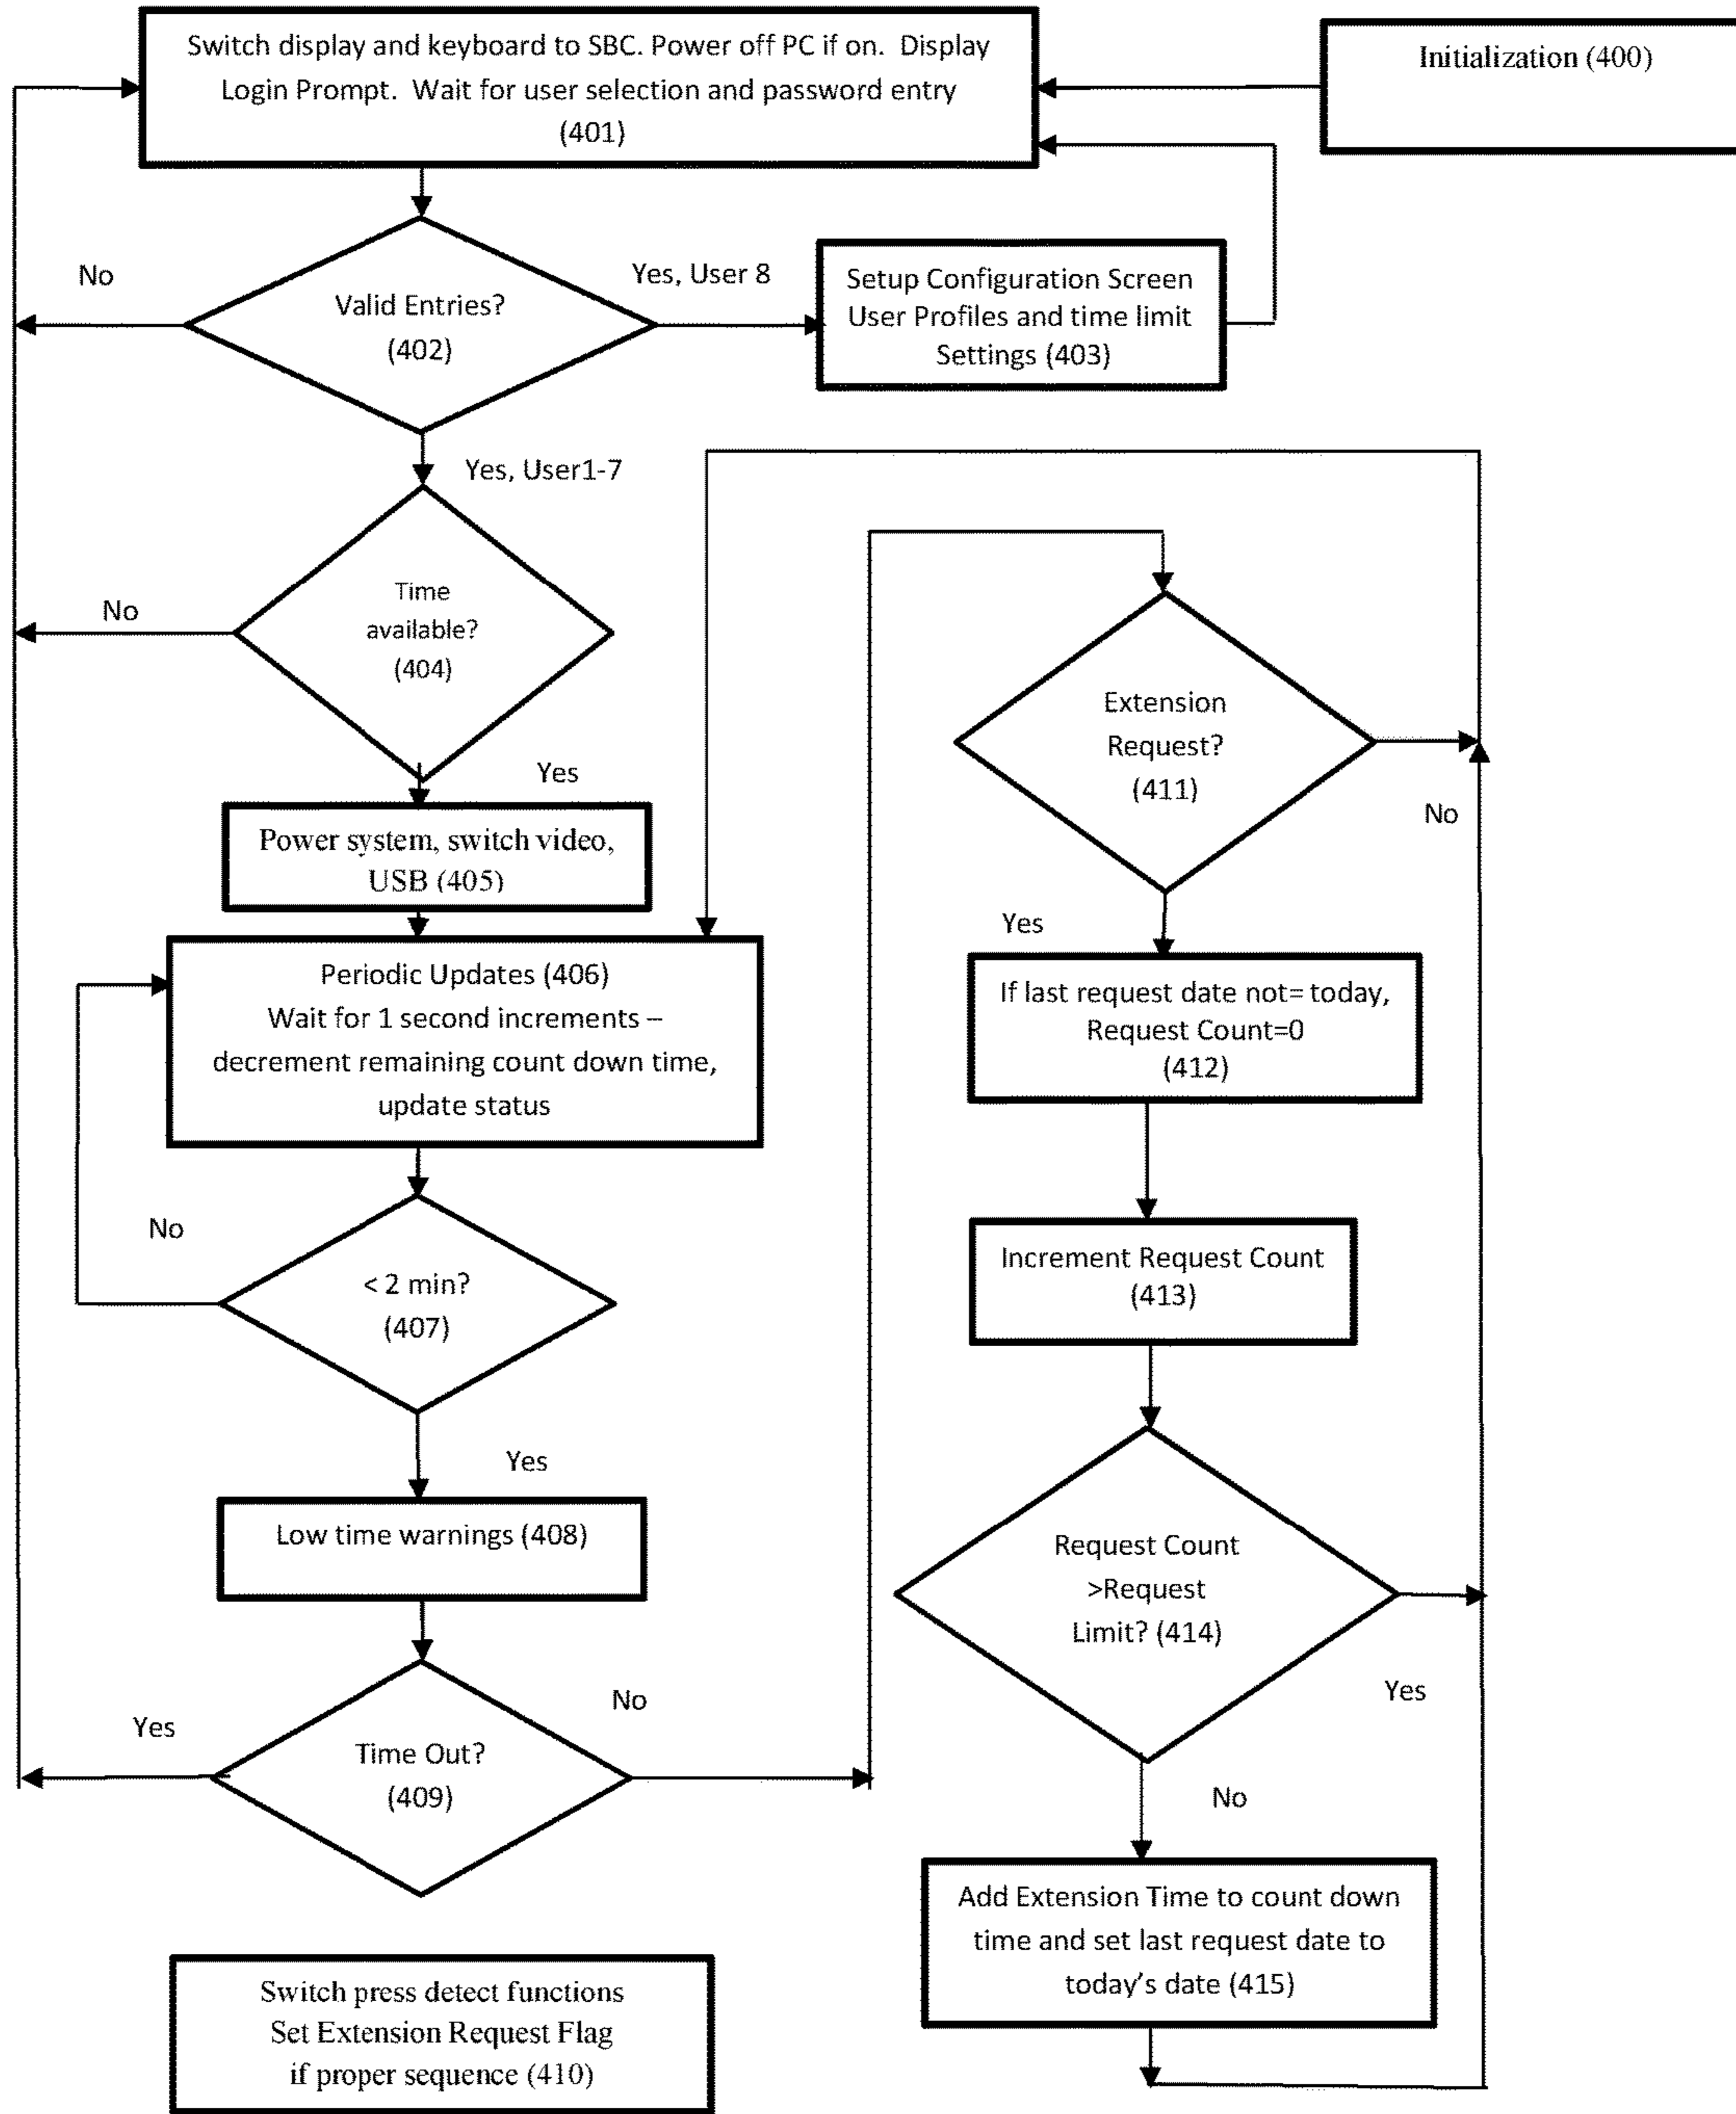 Switch display and keyboard to SBC. Power off PC if on.  Display
Login Prompt.  Wait for user selection and password entry
(401)
Initialization (400)
No
Valid Entries?
(402)
Yes, User 8
Setup Configuration Screen
User Profiles and time limit
Settings (403)
Yes, User1-7
No
Time
available?
(404)
Yes
Power system, switch video,
USB (405)
Periodic Updates (406)
Wait for 1 second increments –
decrement remaining count down time,
update status
No
< 2 min?
(407)
Yes
Low time warnings (408)
Yes
Time Out?
(409)
No
Switch press detect functions
Set Extension Request Flag
if proper sequence (410)
Extension
Request?
(411)
No
Yes
If last request date not= today,
Request Count=0
(412)
Increment Request Count
(413)
Request Count
>Request
Limit? (414)
Yes
No
Add Extension Time to count down
time and set last request date to
today's date (415)